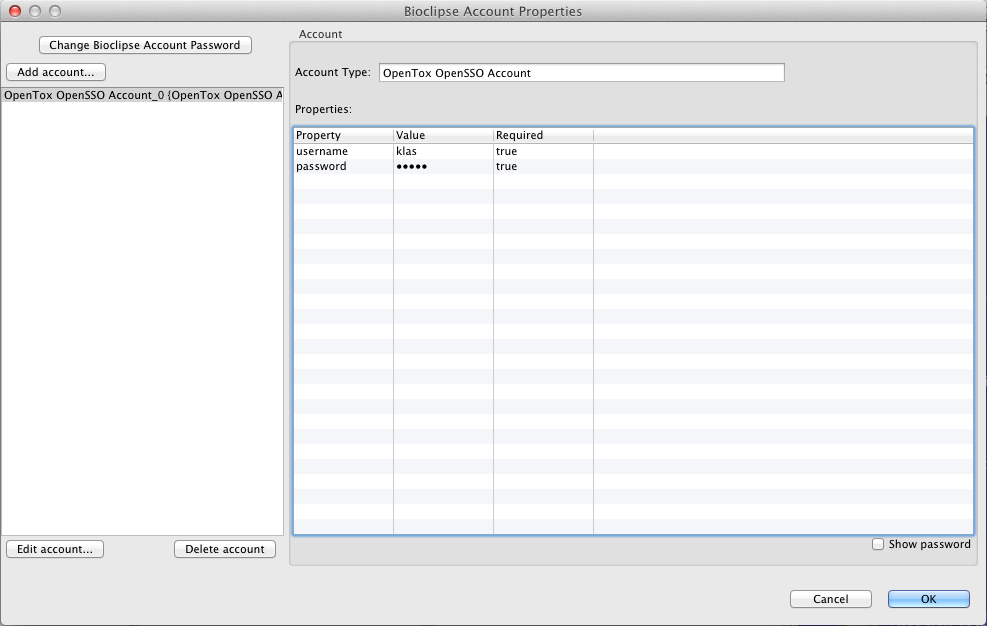 Bioclipse Account Properties
Change Bioclipse Account Password
Add account...
OpenTox OpenSSO Account_0 {OpenTox OpenSSO A
Account
Account Type: OpenTox OpenSSO Account
Properties:
Property Value Required
username klas true
password ●●●●● true
Edit account...
Delete account
Show password
Cancel
OK